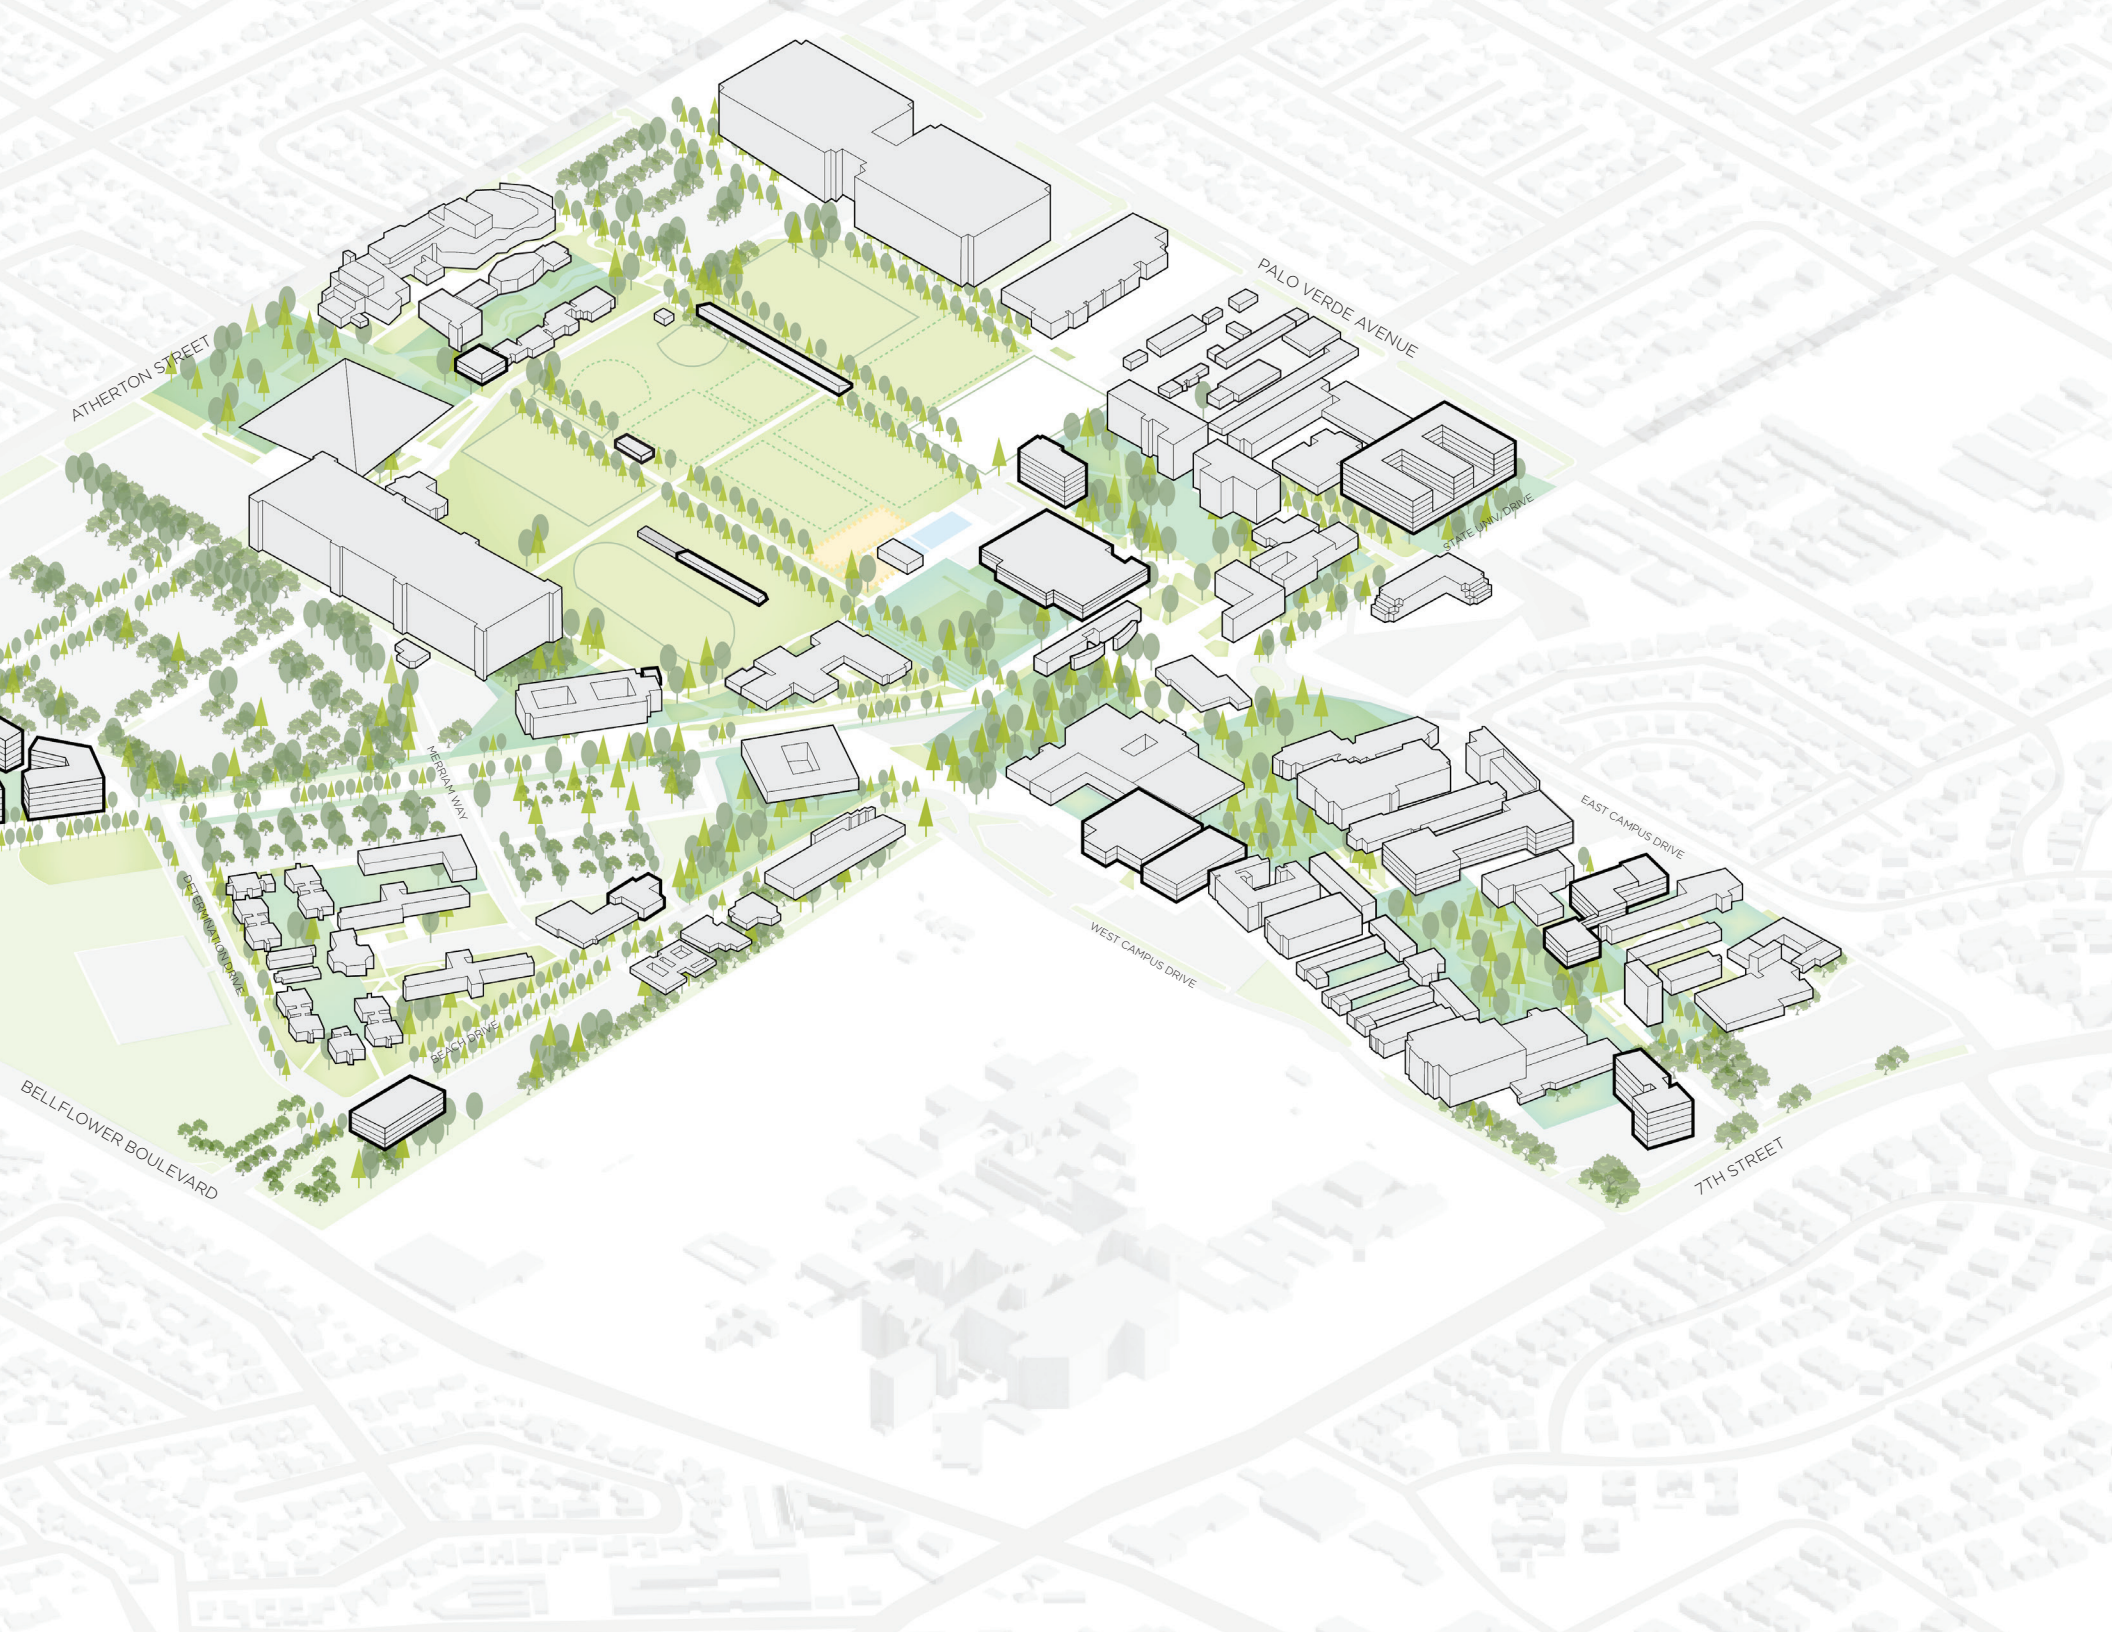 PALO VERDE AVENUE
ATHERTON STREET
STATE UNIV. DRIVE
MERRIAM WAY
EAST CAMPUS DRIVE
DETERMINATION DRIVE
WEST CAMPUS DRIVE
BEACH DRIVE
BELLFLOWER BOULEVARD
7TH STREET